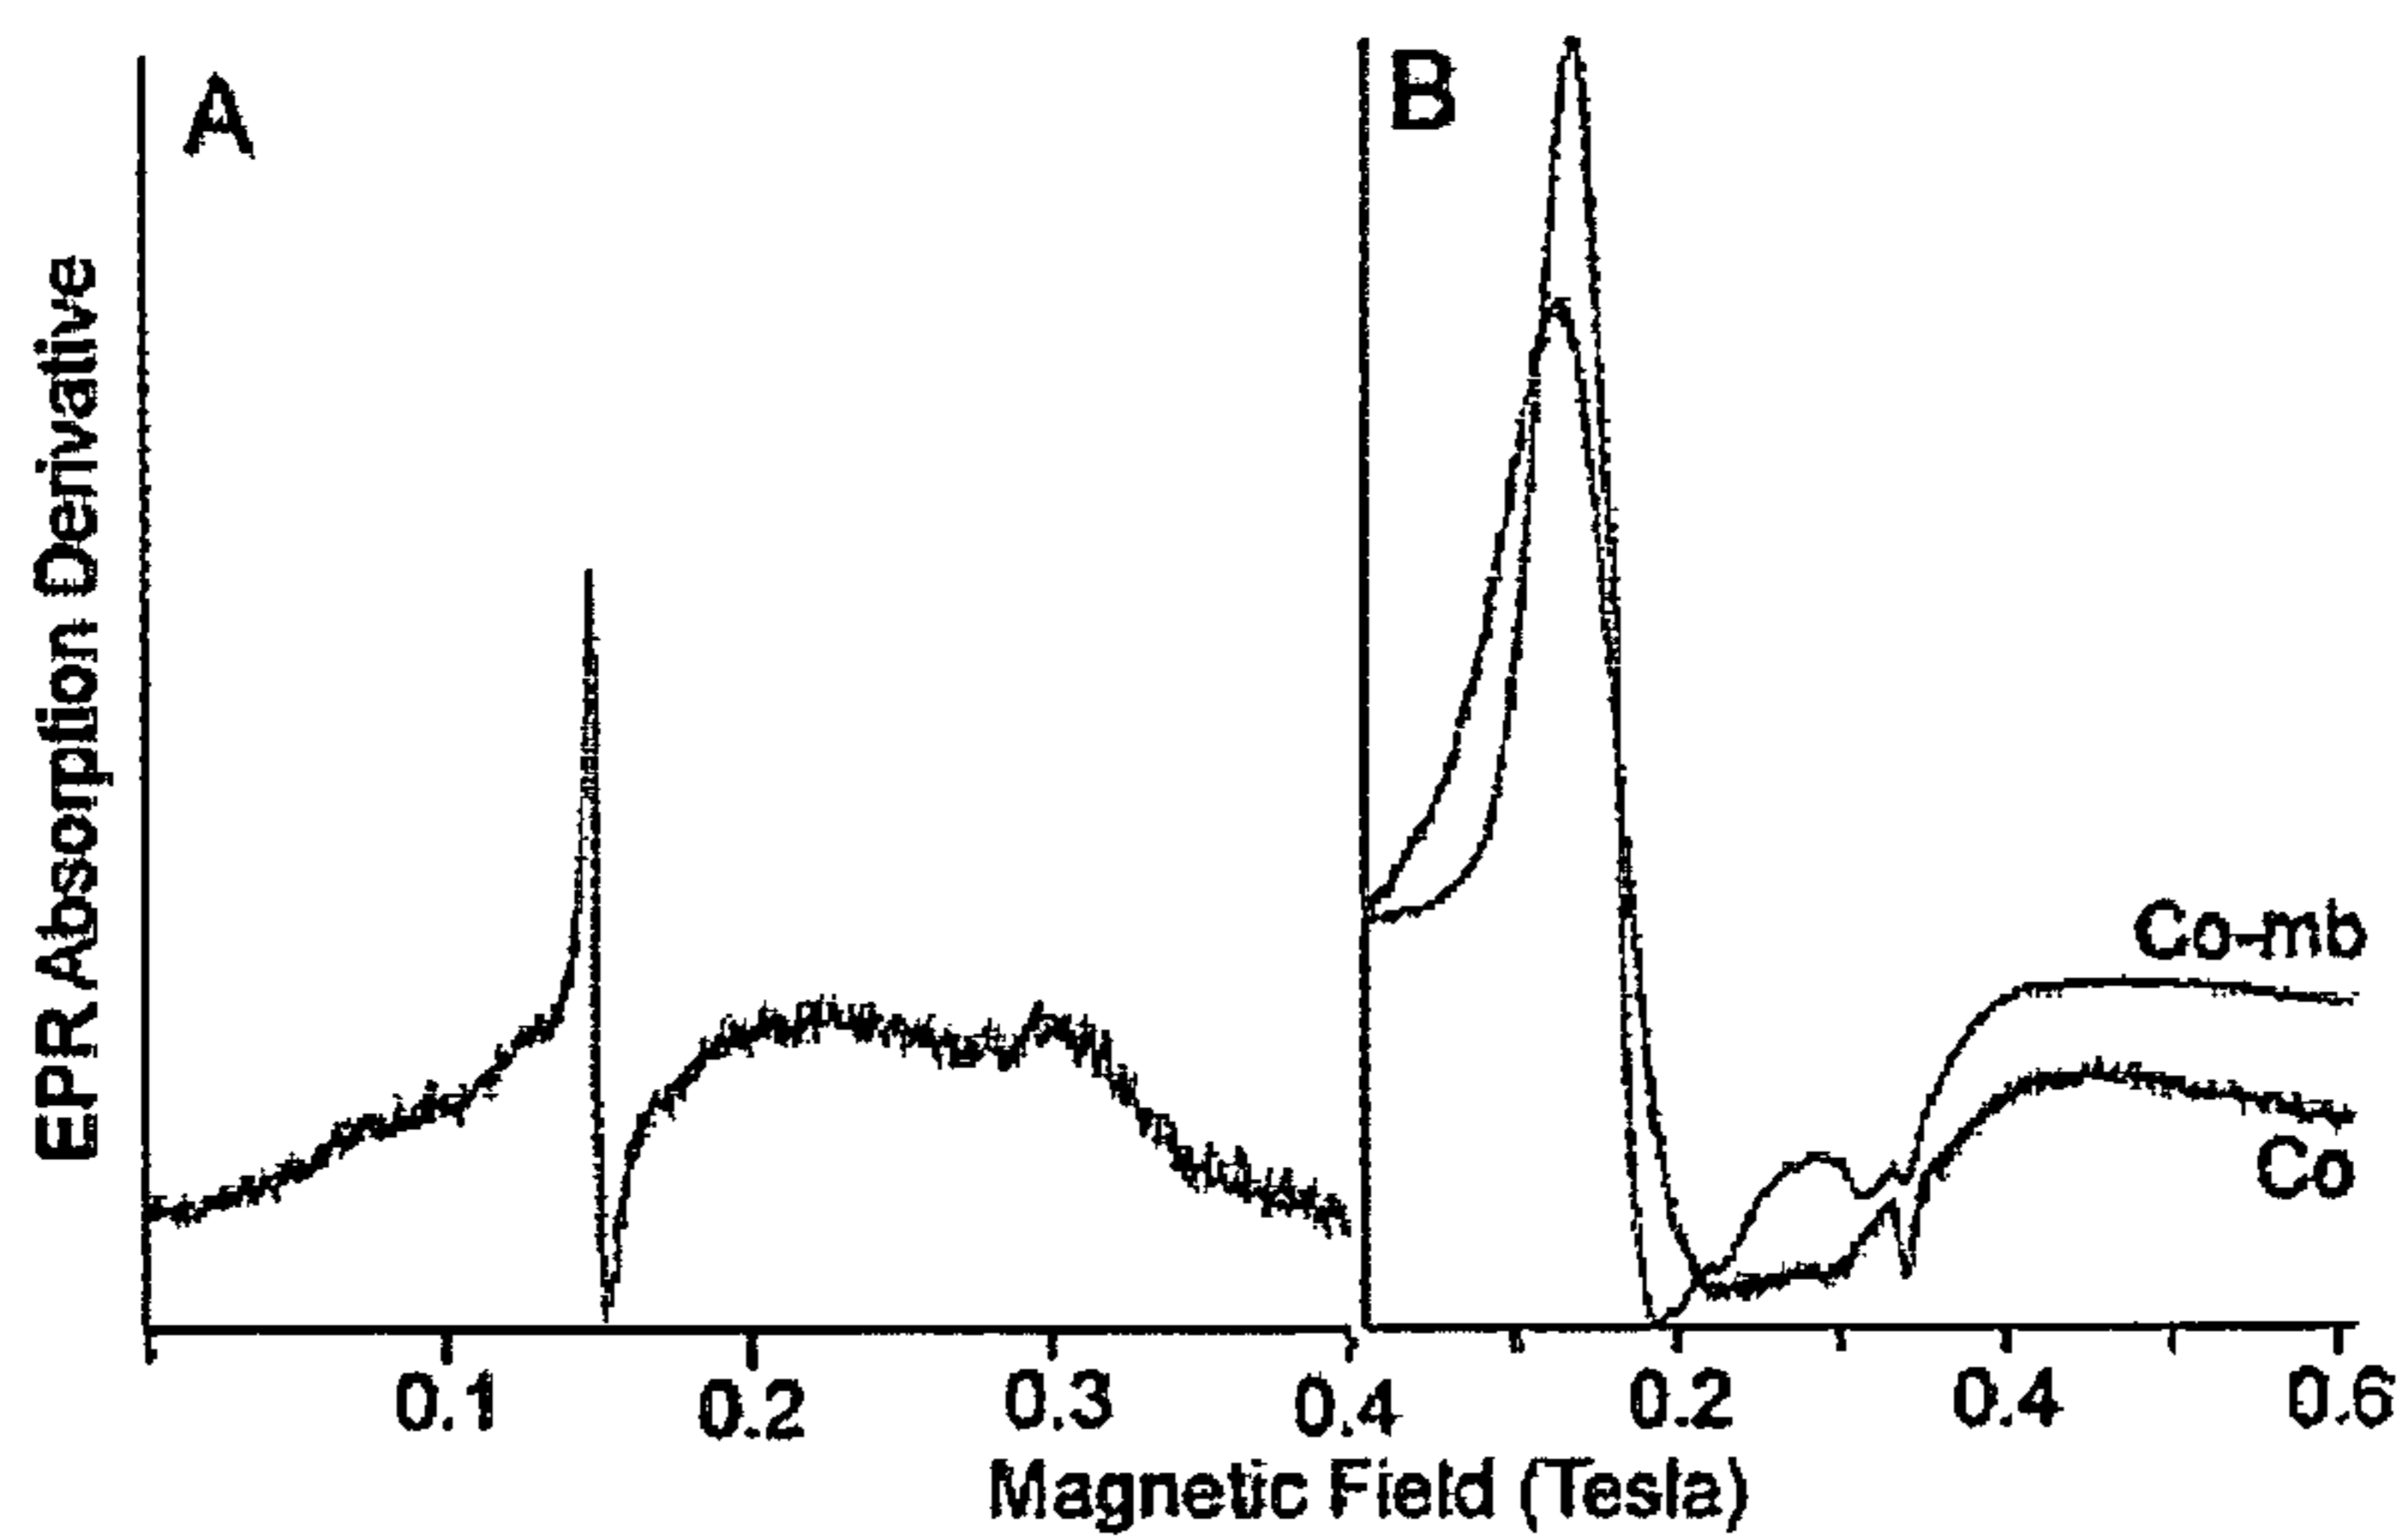 A
B
EPR Absorption Derivative
Co-mb
Co
0.1
0.2
0.3
0.4
0.2
0.4
0.6
Magnetic Field (Tesla)